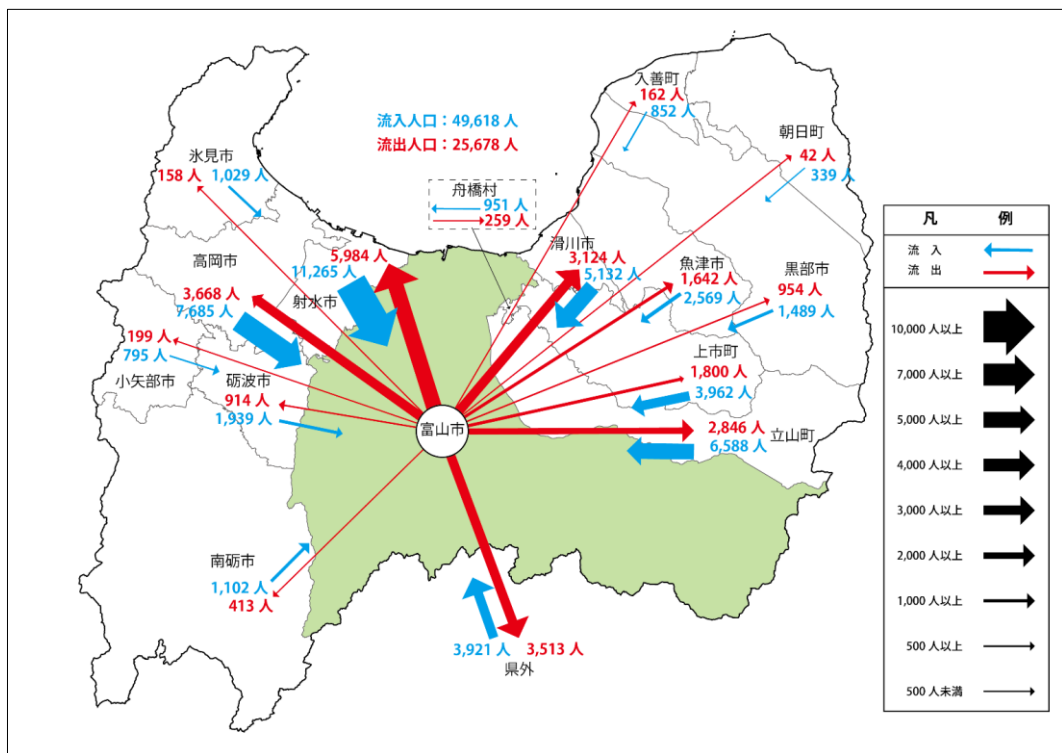 流入人口：49,618 人
流出人口：25,678 人
入善町
162 人
852 人
朝日町
42 人
339 人
氷見市
158 人
1,029 人
舟橋村
951 人
259 人
高岡市
3,668 人
7,685 人
5,984 人
11,265 人
射水市
滑川市
3,124 人
5,132 人
魚津市
1,642 人
2,569 人
黒部市
954 人
1,489 人
199 人
795 人
小矢部市
砺波市
914 人
1,939 人
上市町
1,800 人
3,962 人
富山市
2,846 人
6,588 人
立山町
南砺市
1,102 人
413 人
3,921 人
3,513 人
県外
凡 例
流 入
流 出
10,000 人以上
7,000 人以上
5,000 人以上
4,000 人以上
3,000 人以上
2,000 人以上
1,000 人以上
500 人以上
500 人未満